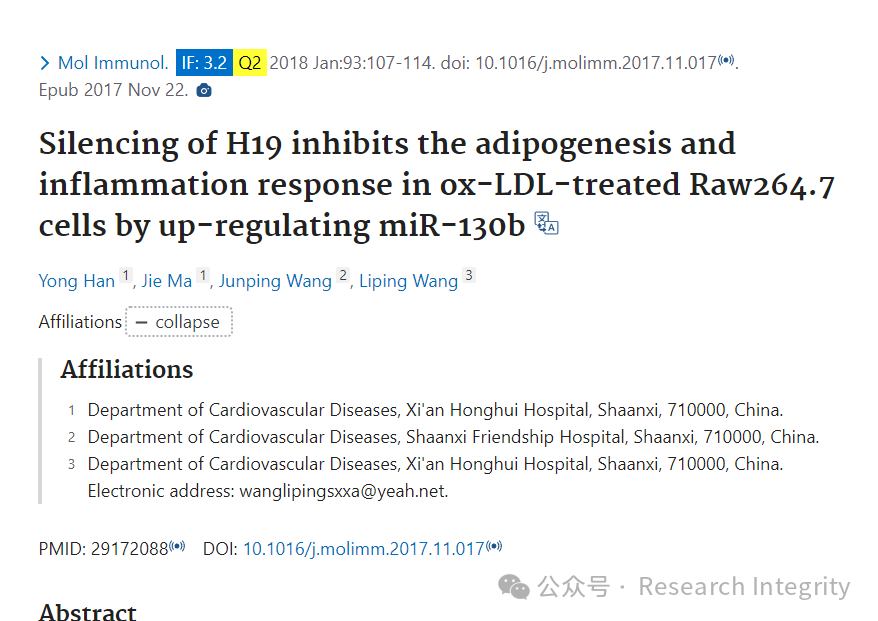 Mol Immunol. IF: 3.2 Q2 2018 Jan:93:107-114. doi: 10.1016/j.molimm.2017.11.017.
Epub 2017 Nov 22.
Silencing of H19 inhibits the adipogenesis and
inflammation response in ox-LDL-treated Raw264.7
cells by up-regulating miR-130b
Yong Han 1, Jie Ma 1, Junping Wang 2, Liping Wang 3
Affiliations — collapse
Affiliations
1 Department of Cardiovascular Diseases, Xi'an Honghui Hospital, Shaanxi, 710000, China.
2 Department of Cardiovascular Diseases, Shaanxi Friendship Hospital, Shaanxi, 710000, China.
3 Department of Cardiovascular Diseases, Xi'an Honghui Hospital, Shaanxi, 710000, China.
Electronic address: wanglipingsxxa@yeah.net.
PMID: 29172088 DOI: 10.1016/j.molimm.2017.11.017
公众号 · Research Integrity
Abstract